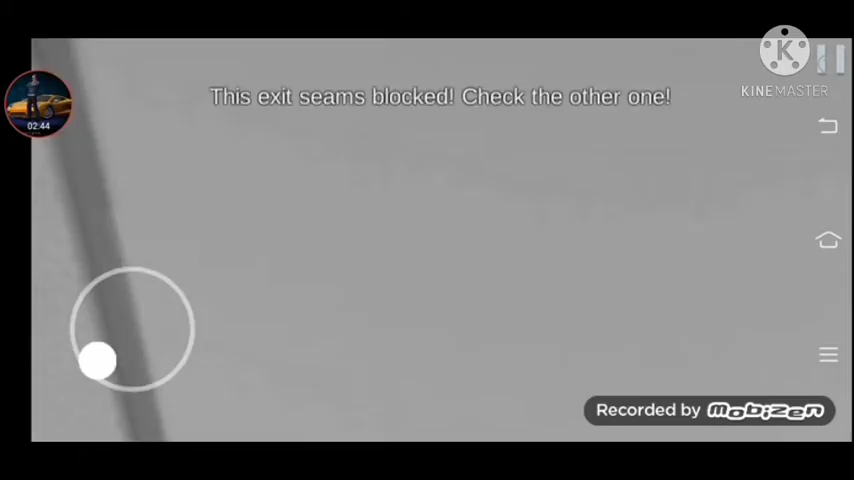 This exit seams blocked! Check the other one!
K
KINEMASTER
02:44
Recorded by mobizen